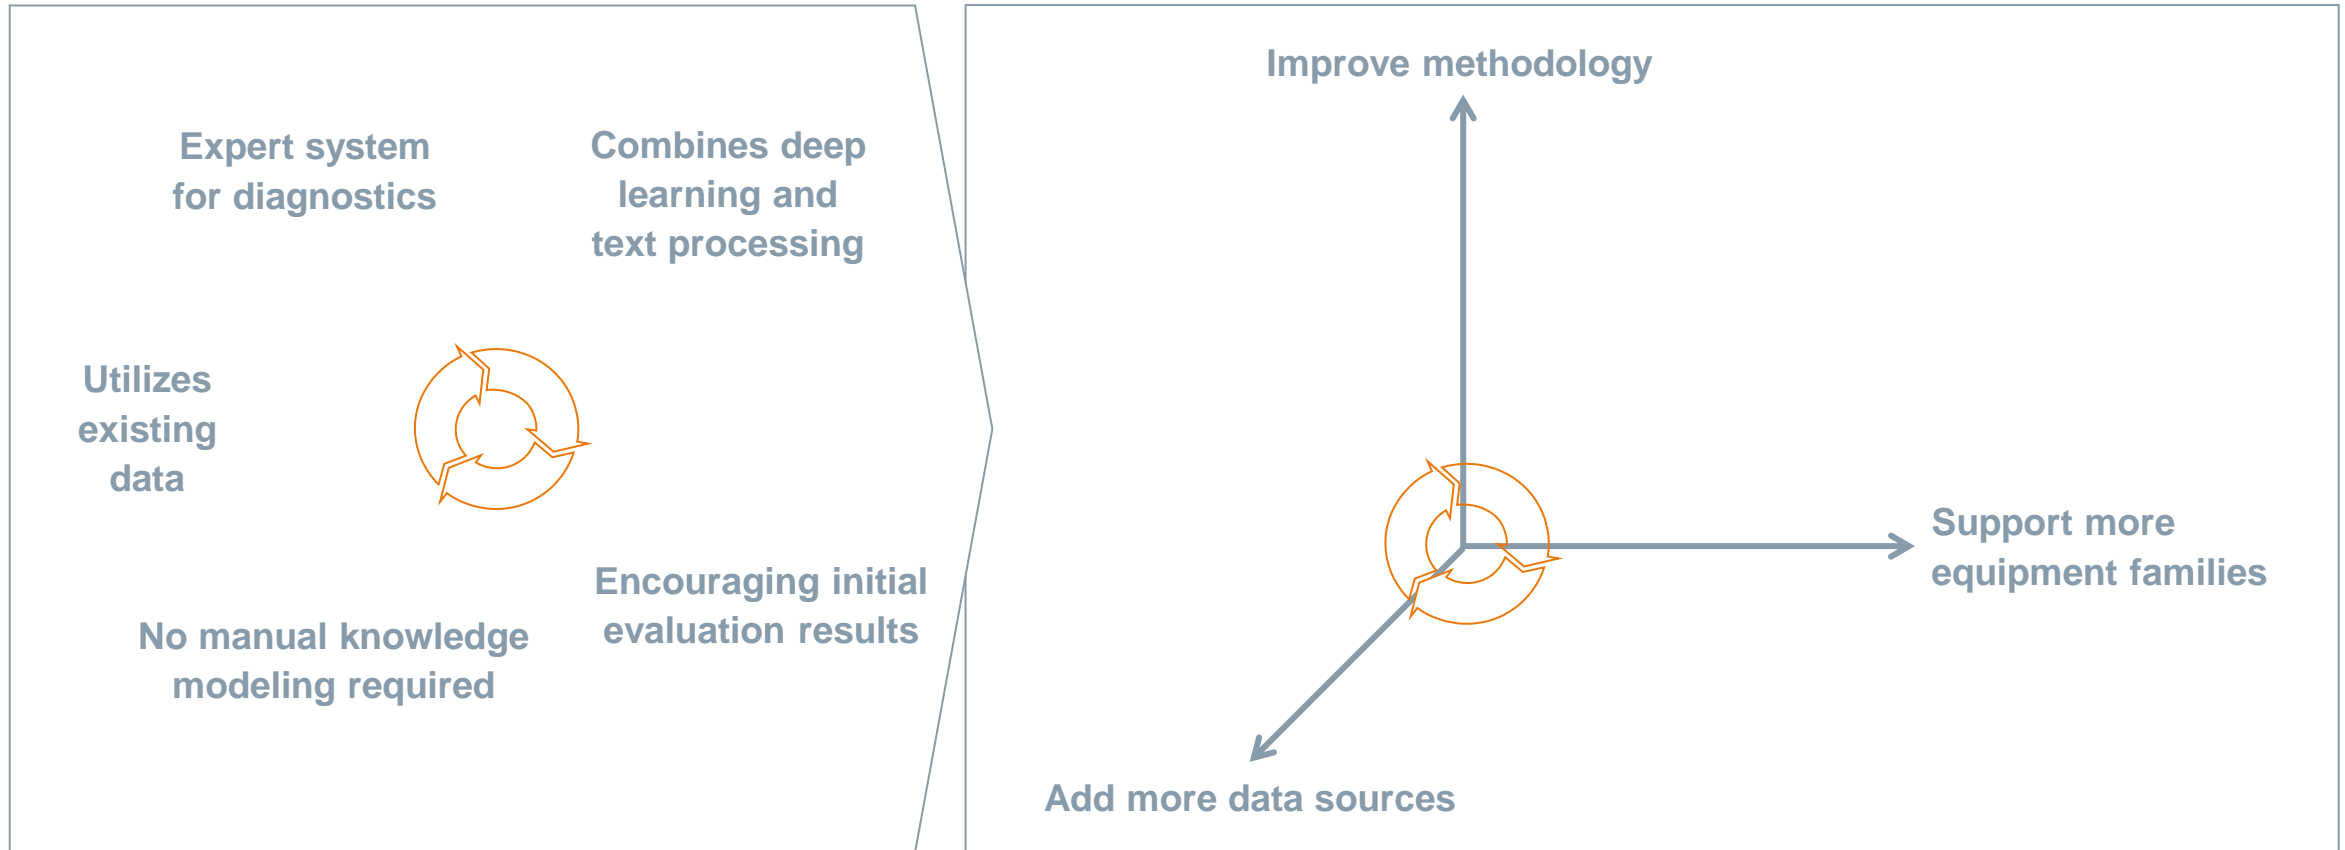 Expert system
for diagnostics
Combines deep
learning and
text processing
Utilizes
existing
data
Encouraging initial
evaluation results
No manual knowledge
modeling required
Improve methodology
Support more
equipment families
Add more data sources